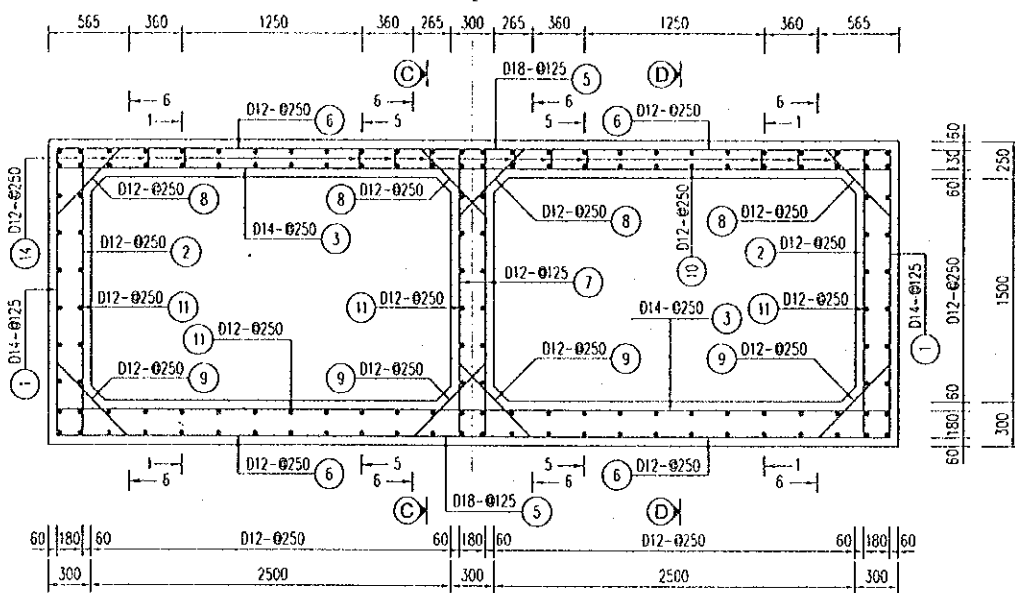 565 360 1250 360 265 300 265 360 1250 360 565
C D18-@125 5 D
6 6 6 6
1 D12-@250 6 5 5 D12-@250 6 1
60 130 60 250
D12-@250 14
D12-@250 8 D12-@250 8 D12-@250 8 D12-@250 8
D14-@250 3
D12-@250 2 D12-@250 10 D12-@250 2
D12-@125 7
D14-@125 1 D12-@250 11 D12-@250 11 D14-@250 3 D12-@250 11 D14-@125 1 D12-@250 1500
D12-@250 11
D12-@250 9 D12-@250 9 D12-@250 9 D12-@250 9
60 180 60 300
1 D12-@250 6 5 5 D12-@250 6 1
6 6 6 6
C D18-@125 5 D
60 180 60 D12-@250 60 180 60 D12-@250 60 180 60
300 2500 300 2500 300